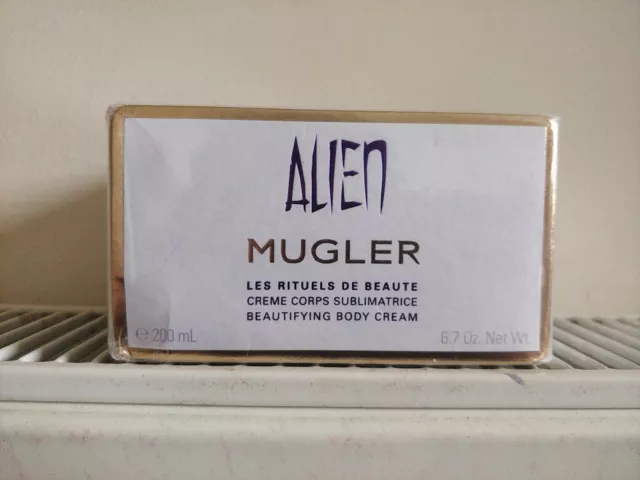 ALIEN
MUGLER
LES RITUELS DE BEAUTE
CREME CORPS SUBLIMATRICE
BEAUTIFYING BODY CREAM
℮ 200 mL
6.7 Oz. Net Wt.